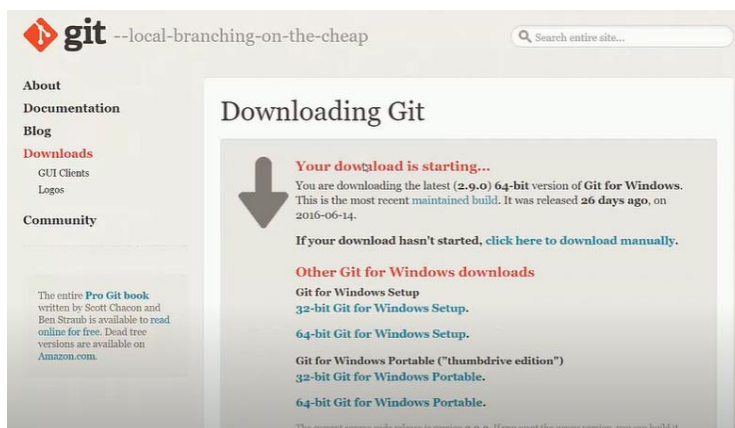 git --local-branching-on-the-cheap
Search entire site...
About
Documentation
Blog
Downloads
GUI Clients
Logos
Community
The entire Pro Git book
written by Scott Chacon and
Ben Straub is available to read
online for free. Dead tree
versions are available on
Amazon.com.
Downloading Git
Your download is starting...
You are downloading the latest (2.9.0) 64-bit version of Git for Windows.
This is the most recent maintained build. It was released 26 days ago, on
2016-06-14.
If your download hasn't started, click here to download manually.
Other Git for Windows downloads
Git for Windows Setup
32-bit Git for Windows Setup.
64-bit Git for Windows Setup.
Git for Windows Portable ("thumbdrive edition")
32-bit Git for Windows Portable.
64-bit Git for Windows Portable.